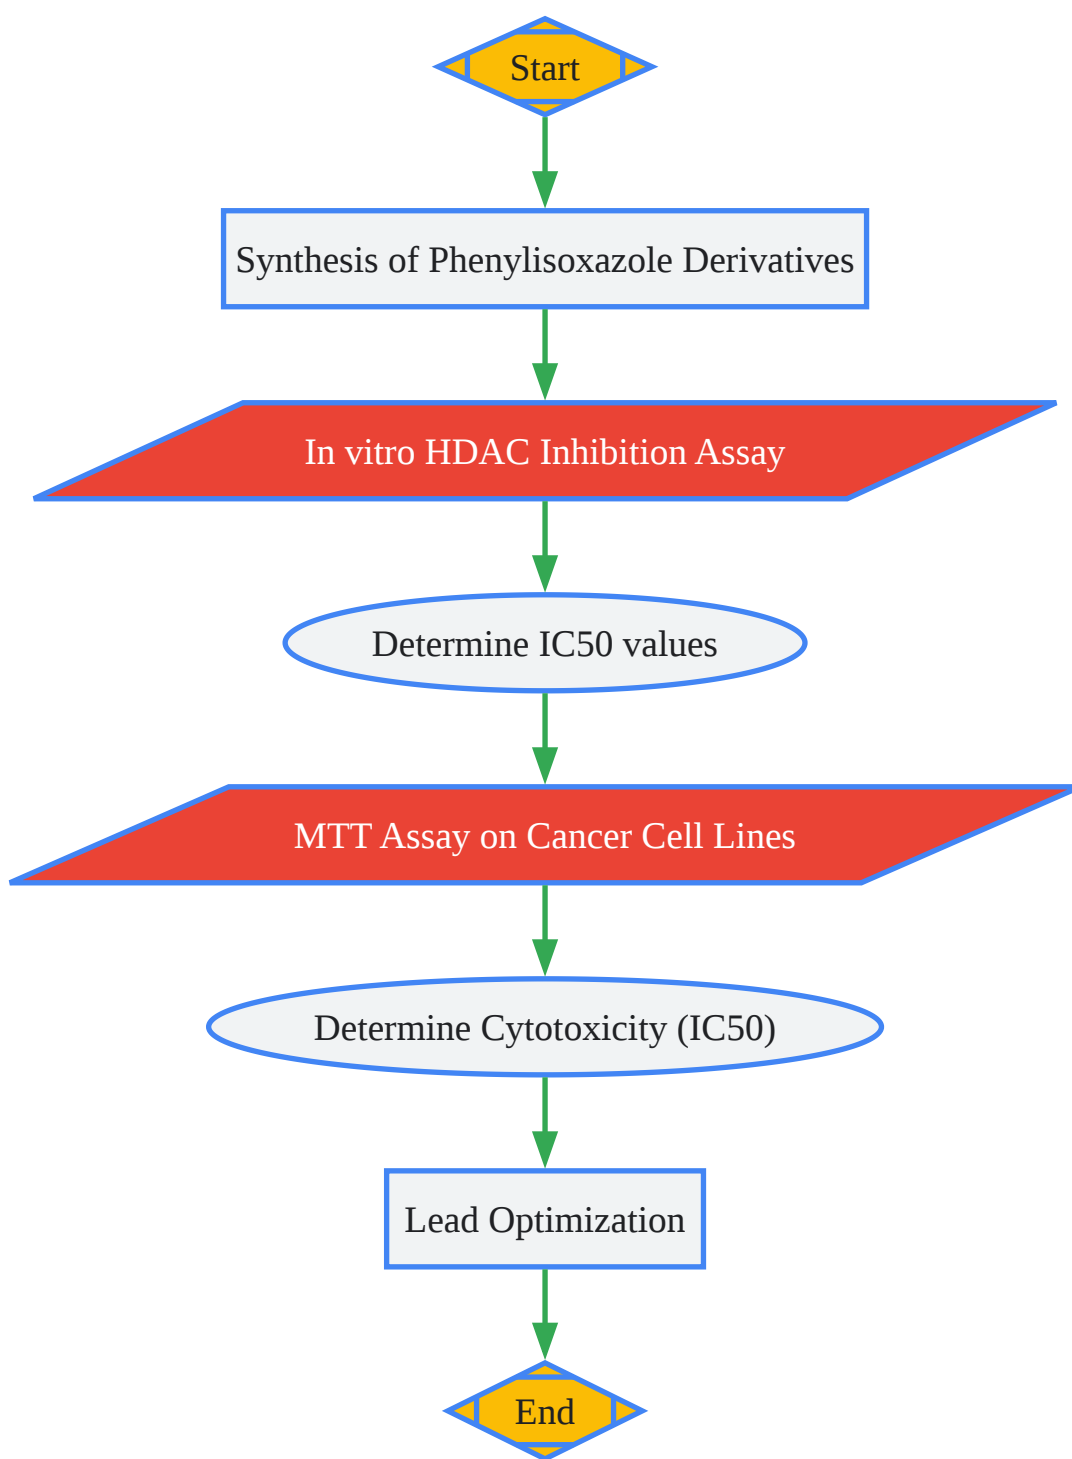 Start
Synthesis of Phenylisoxazole Derivatives
In vitro HDAC Inhibition Assay
Determine IC50 values
MTT Assay on Cancer Cell Lines
Determine Cytotoxicity (IC50)
Lead Optimization
End